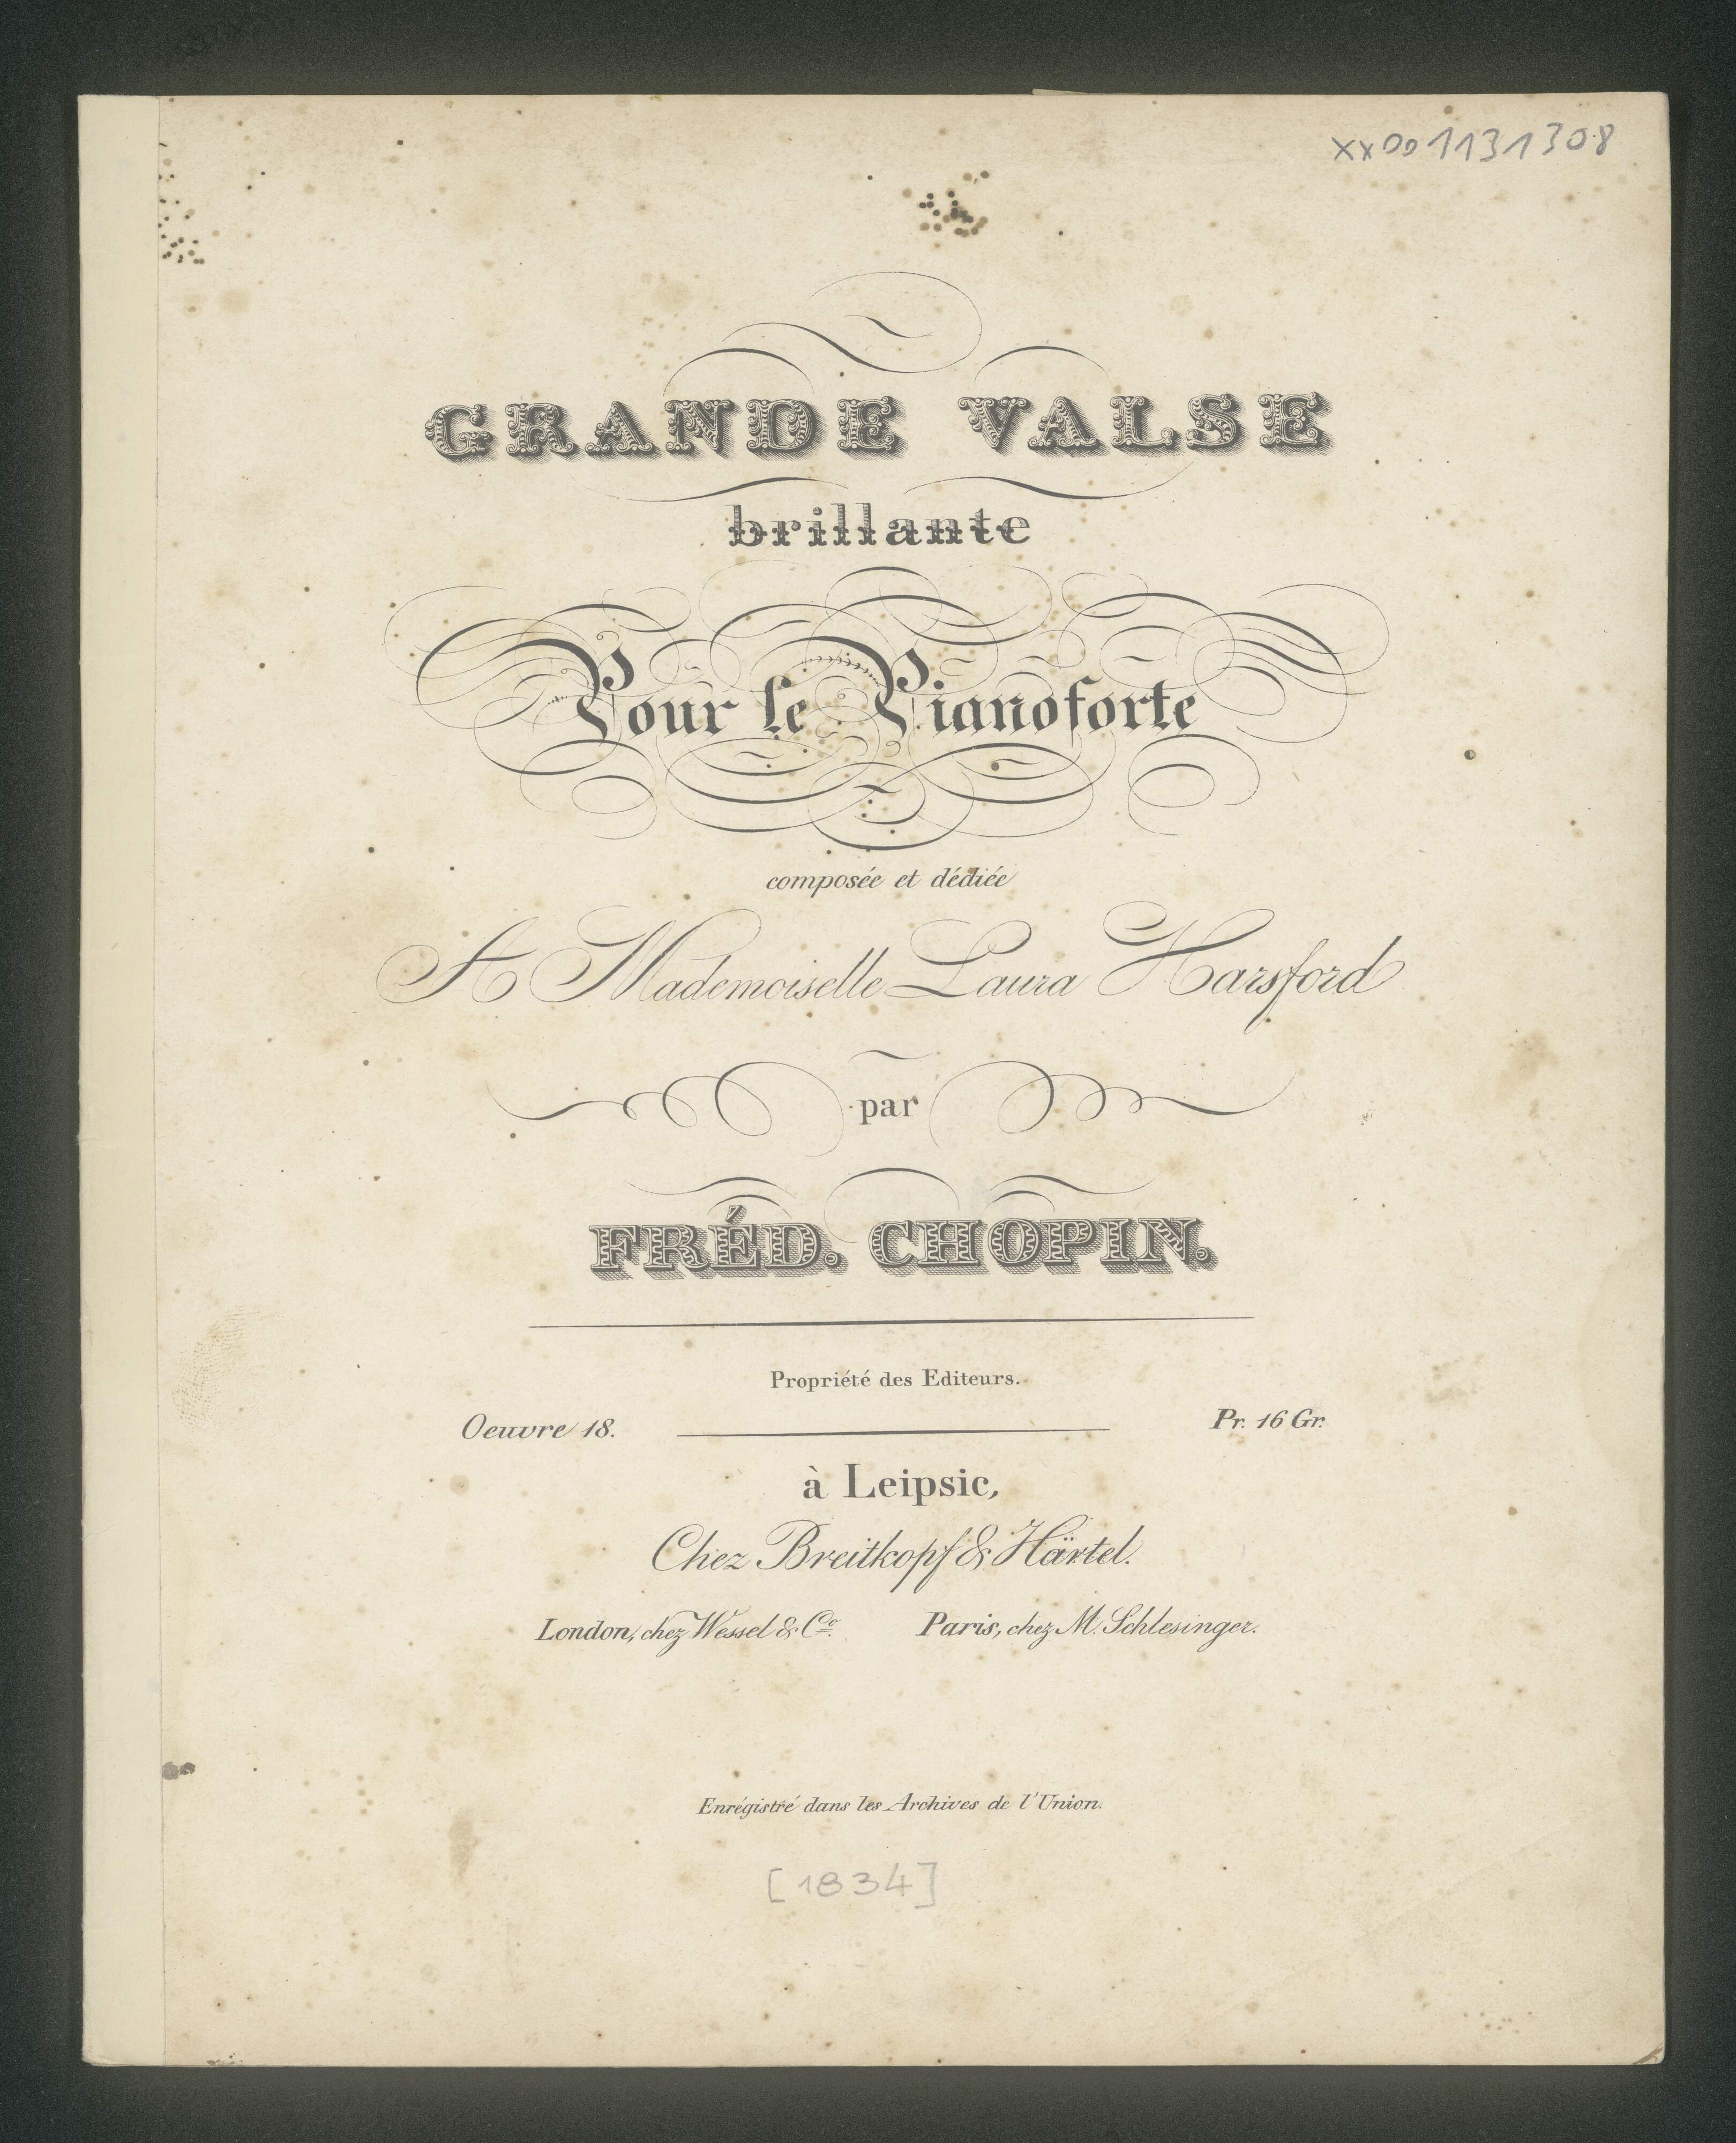 xx001131308
GRANDE VALSE
brillante
Pour le Pianoforte
composée et dédiée
A Mademoiselle Laura Harsford
par
FRÉD. CHOPIN.
Propriété des Editeurs.
Oeuvre 18.
Pr. 16 Gr.
à Leipsic,
Chez Breitkopf & Härtel.
London, chez Wessel & Co.
Paris, chez M. Schlesinger.
Enrégistré dans les Archives de l'Union.
[1834]